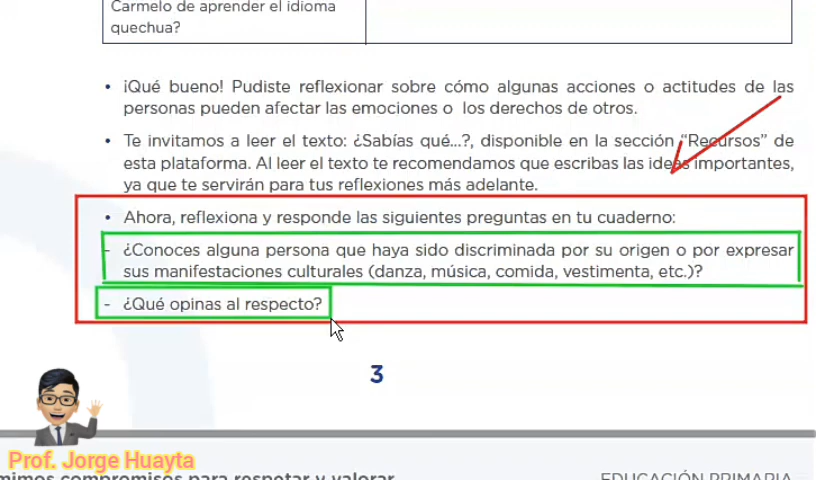 Carmelo de aprender el idioma
quechua?
• ¡Qué bueno! Pudiste reflexionar sobre cómo algunas acciones o actitudes de las
personas pueden afectar las emociones o los derechos de otros.
• Te invitamos a leer el texto: ¿Sabías qué...?, disponible en la sección “Recursos” de
esta plataforma. Al leer el texto te recomendamos que escribas las ideas importantes,
ya que te servirán para tus reflexiones más adelante.
• Ahora, reflexiona y responde las siguientes preguntas en tu cuaderno:
- ¿Conoces alguna persona que haya sido discriminada por su origen o por expresar
sus manifestaciones culturales (danza, música, comida, vestimenta, etc.)?
- ¿Qué opinas al respecto?
3
Prof. Jorge Huayta
mimos compromisos para respetar y valorar
EDUCACIÓN PRIMARIA